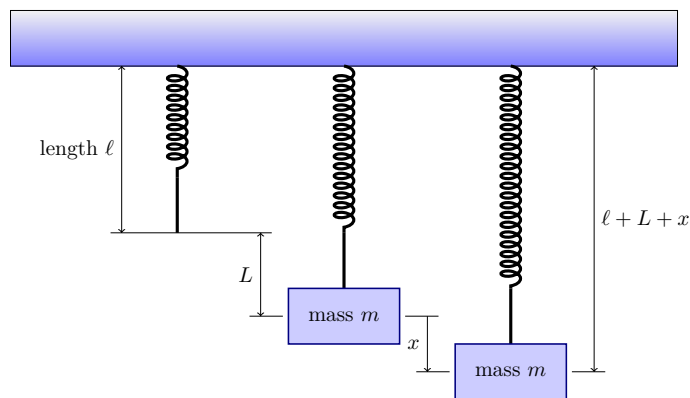 length ℓ
ℓ + L + x
L
mass m
x
mass m